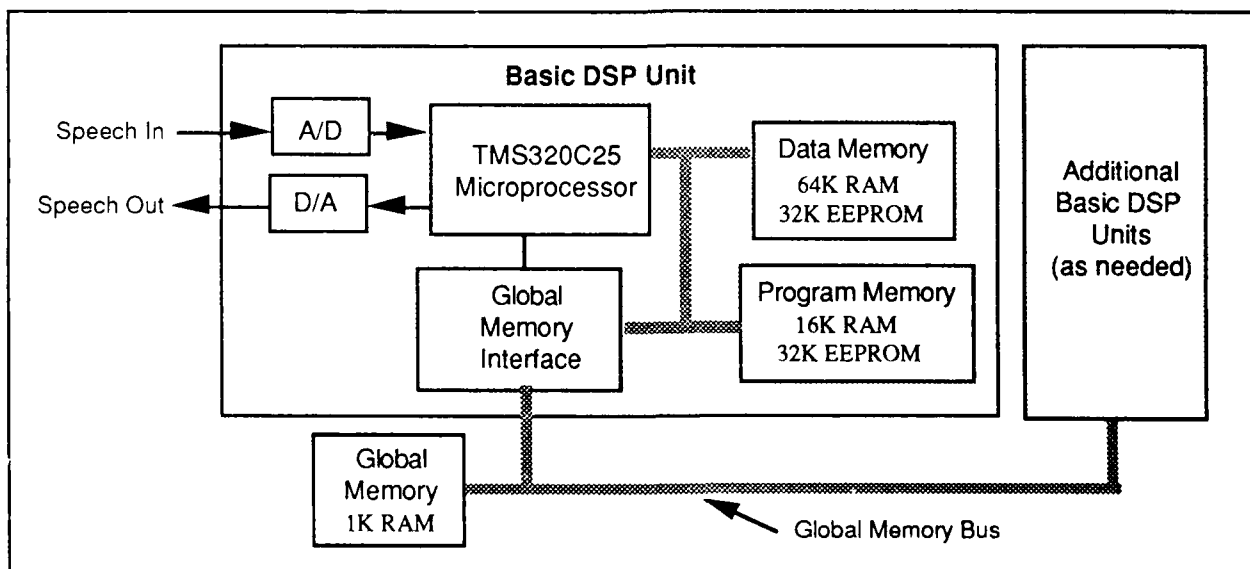 Basic DSP Unit
Speech In
A/D
Speech Out
D/A
TMS320C25
Microprocessor
Data Memory
64K RAM
32K EEPROM
Global
Memory
Interface
Program Memory
16K RAM
32K EEPROM
Additional
Basic DSP
Units
(as needed)
Global
Memory
1K RAM
Global Memory Bus